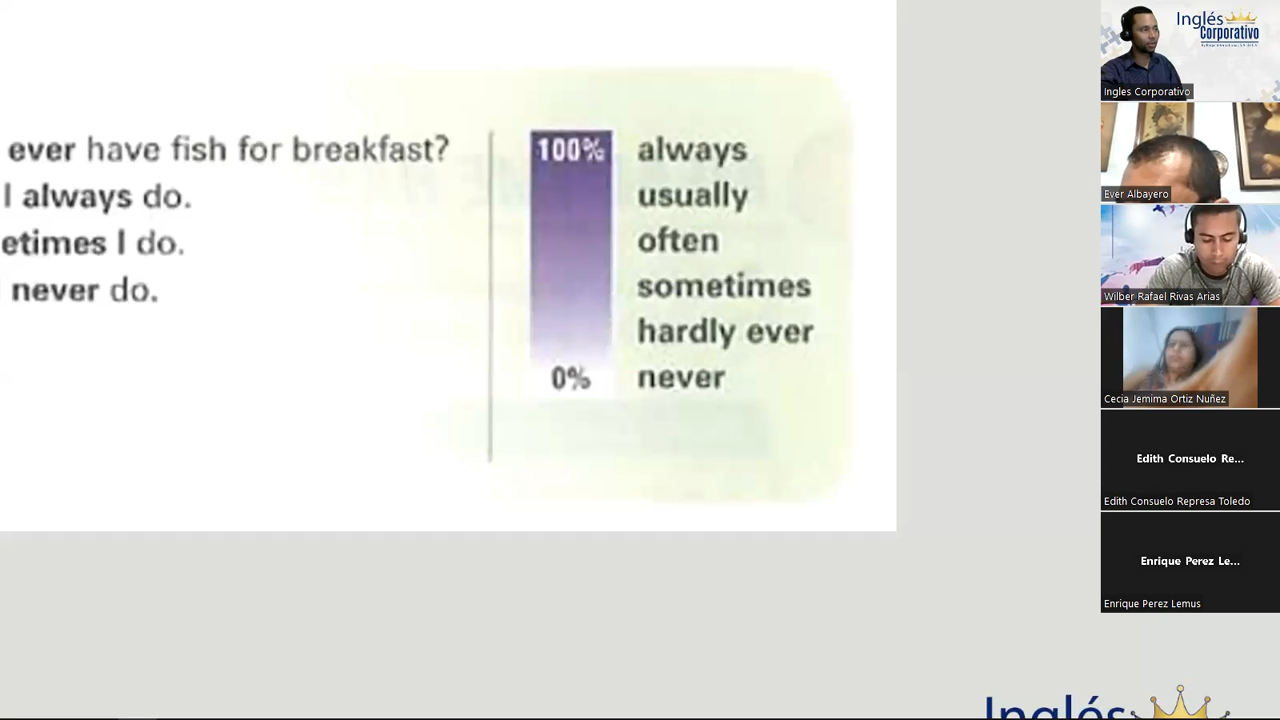 ever have fish for breakfast?
I always do.
etimes I do.
never do.
100%
0%
always
usually
often
sometimes
hardly ever
never
Inglés
Corporativo
Ingles Corporativo
Ever Albayero
Wilber Rafael Rivas Arias
Cecia Jemima Ortiz Nuñez
Edith Consuelo Re...
Edith Consuelo Represa Toledo
Enrique Perez Le...
Enrique Perez Lemus
Inglés